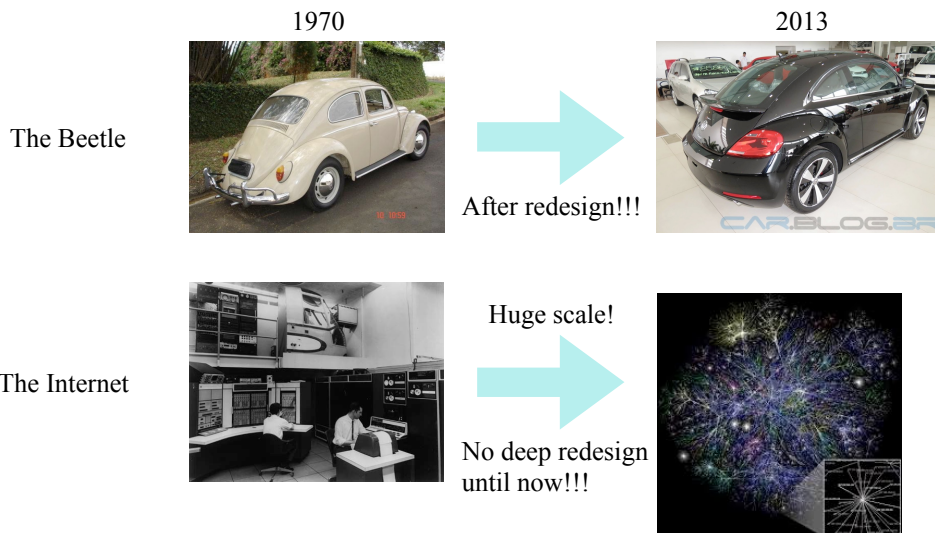 1970
2013
The Beetle
After redesign!!!
CAR.BLOG.BR
Huge scale!
The Internet
No deep redesign
until now!!!